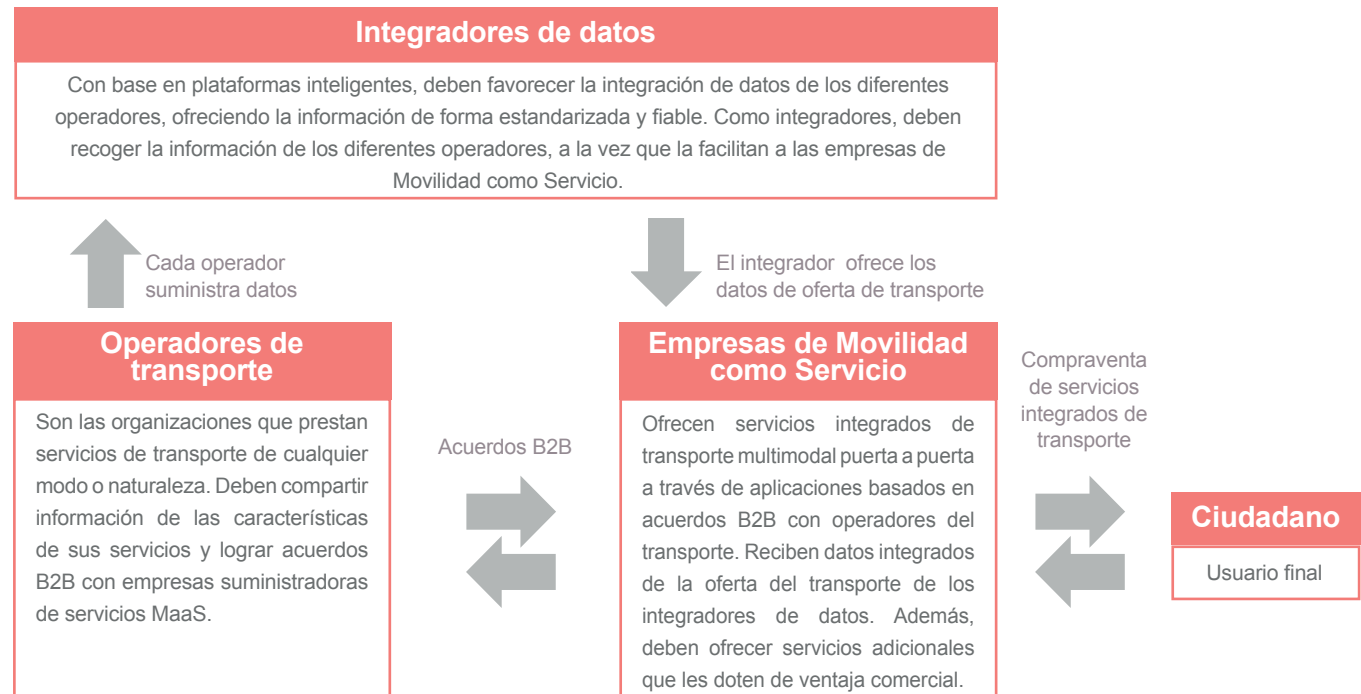 Integradores de datos
Con base en plataformas inteligentes, deben favorecer la integración de datos de los diferentes
operadores, ofreciendo la información de forma estandarizada y fiable. Como integradores, deben
recoger la información de los diferentes operadores, a la vez que la facilitan a las empresas de
Movilidad como Servicio.
Cada operador
suministra datos
El integrador ofrece los
datos de oferta de transporte
Operadores de
transporte
Son las organizaciones que prestan
servicios de transporte de cualquier
modo o naturaleza. Deben compartir
información de las características
de sus servicios y lograr acuerdos
B2B con empresas suministradoras
de servicios MaaS.
Acuerdos B2B
Empresas de Movilidad
como Servicio
Ofrecen servicios integrados de
transporte multimodal puerta a puerta
a través de aplicaciones basados en
acuerdos B2B con operadores del
transporte. Reciben datos integrados
de la oferta del transporte de los
integradores de datos. Además,
deben ofrecer servicios adicionales
que les doten de ventaja comercial.
Compraventa
de servicios
integrados de
transporte
Ciudadano
Usuario final